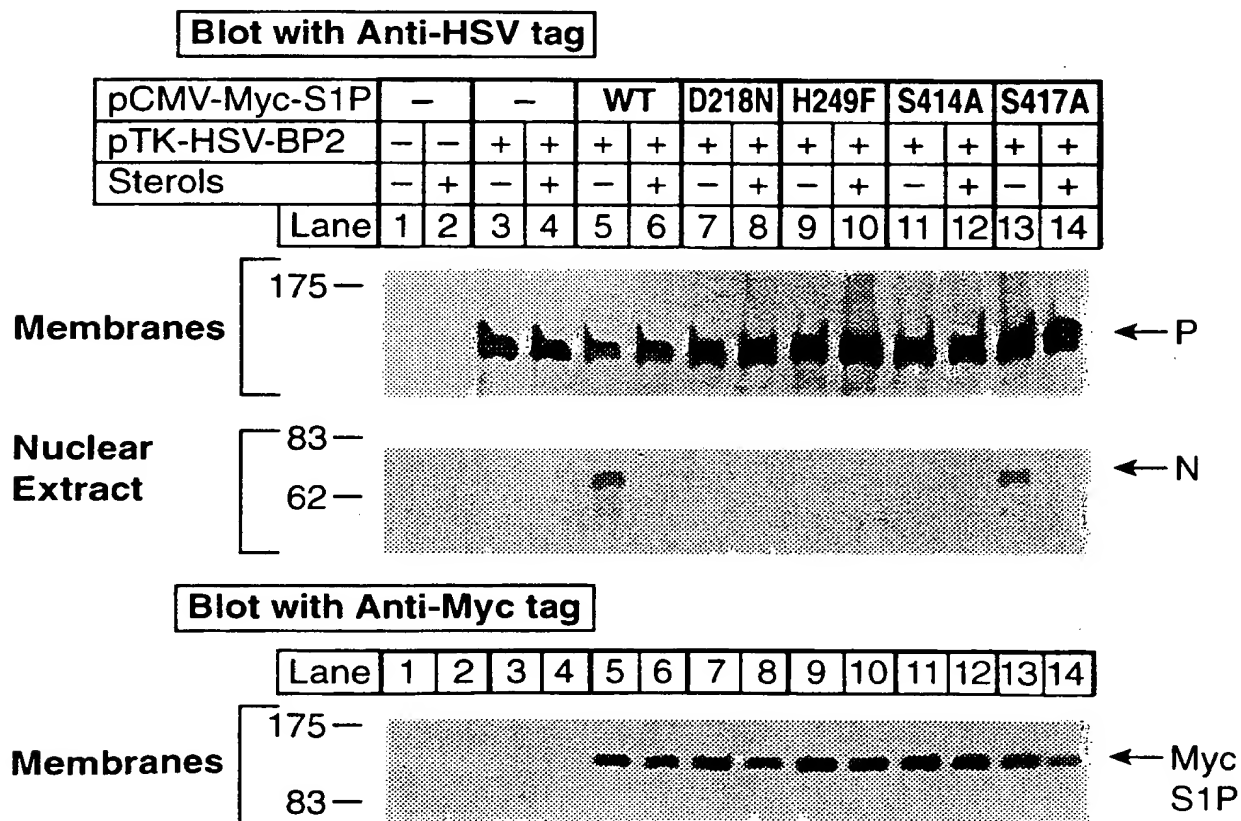 Blot with Anti-HSV tag
pCMV-Myc-S1P – – WT D218N H249F S414A S417A
pTK-HSV-BP2 – – + + + + + + + + + + + +
Sterols – + – + – + – + – + – + – +
Lane 1 2 3 4 5 6 7 8 9 10 11 12 13 14
175–
Membranes
←P
83–
Nuclear
Extract
←N
62–
Blot with Anti-Myc tag
Lane 1 2 3 4 5 6 7 8 9 10 11 12 13 14
175–
Membranes
←Myc
S1P
83–